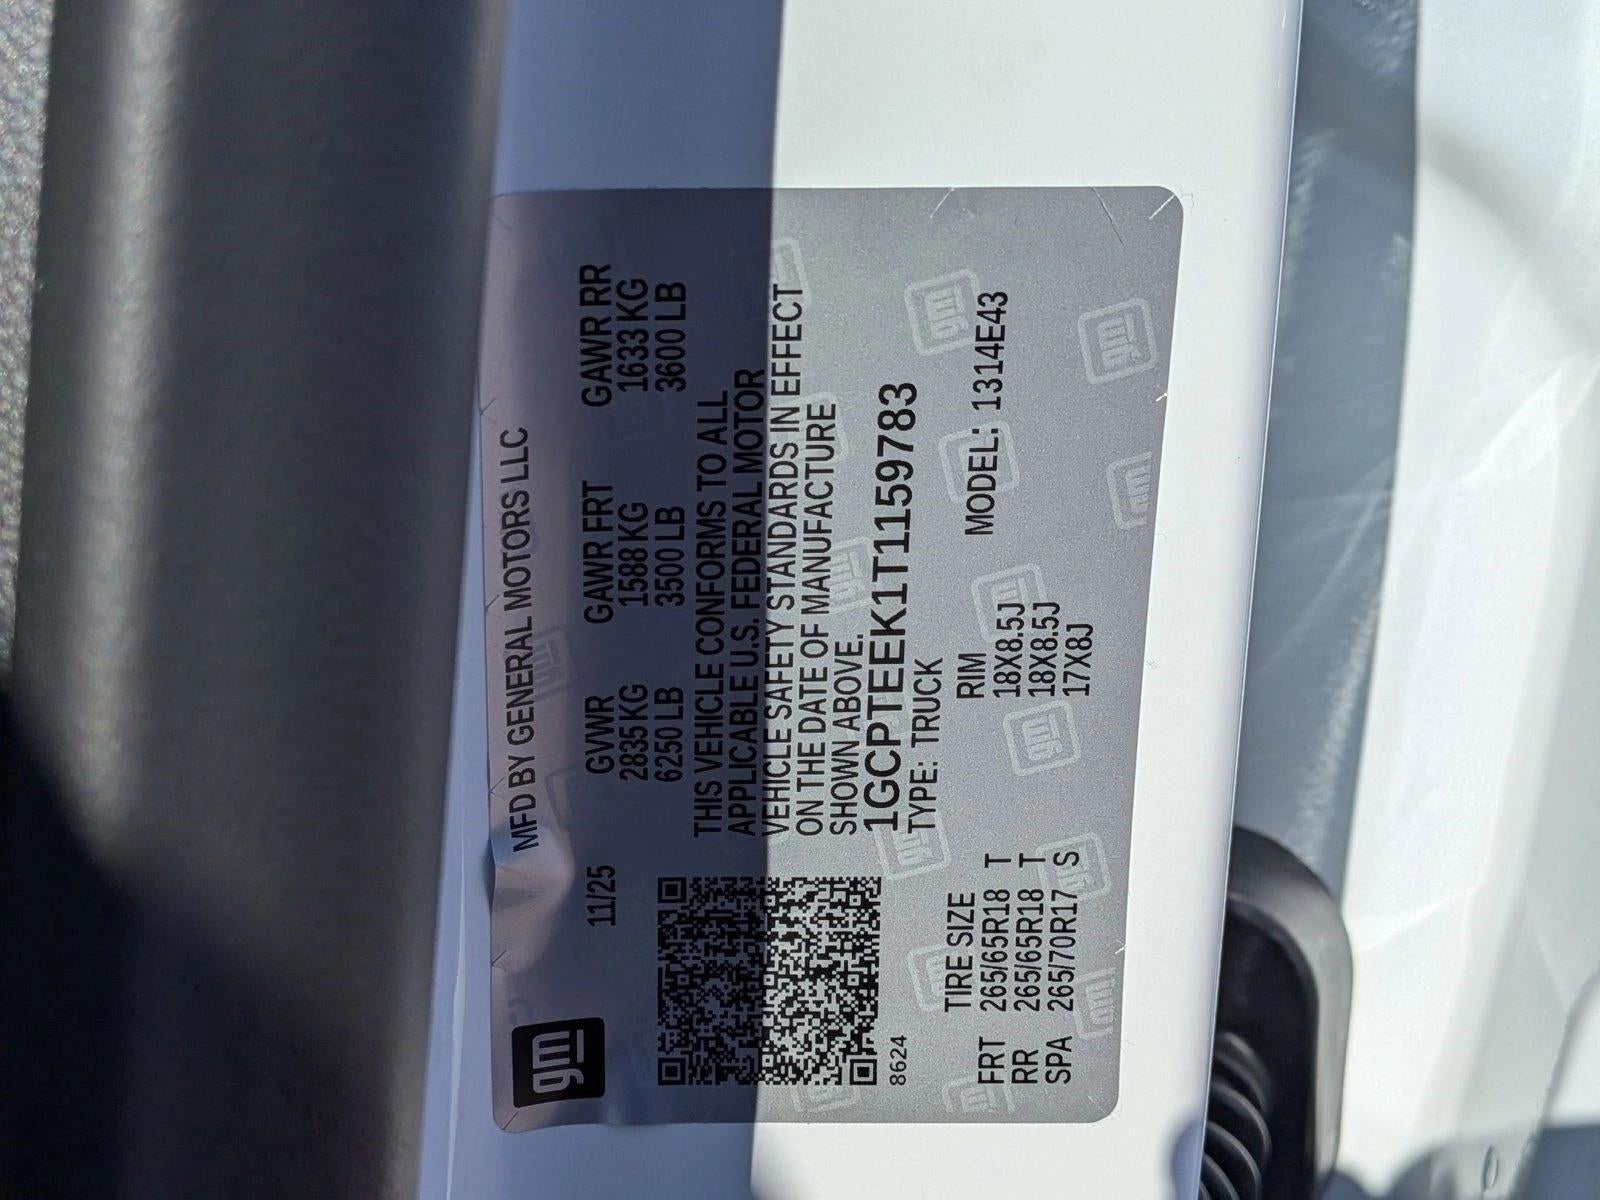 gm
MFD BY GENERAL MOTORS LLC
11/25 GVWR GAWR FRT GAWR RR
2835 KG 1588 KG 1633 KG
6250 LB 3500 LB 3600 LB
THIS VEHICLE CONFORMS TO ALL
APPLICABLE U.S. FEDERAL MOTOR
VEHICLE SAFETY STANDARDS IN EFFECT
ON THE DATE OF MANUFACTURE
SHOWN ABOVE.
1GCPTEEK1T1159783
8624 TYPE: TRUCK
TIRE SIZE RIM MODEL: 1314E43
FRT 265/65R18 T 18X8.5J
RR 265/65R18 T 18X8.5J
SPA 265/70R17 S 17X8J